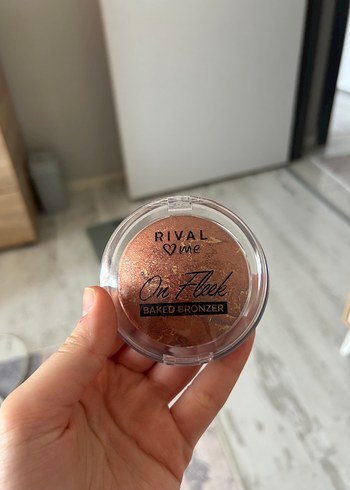 RIVAL
♡me
On Fleek
BAKED BRONZER